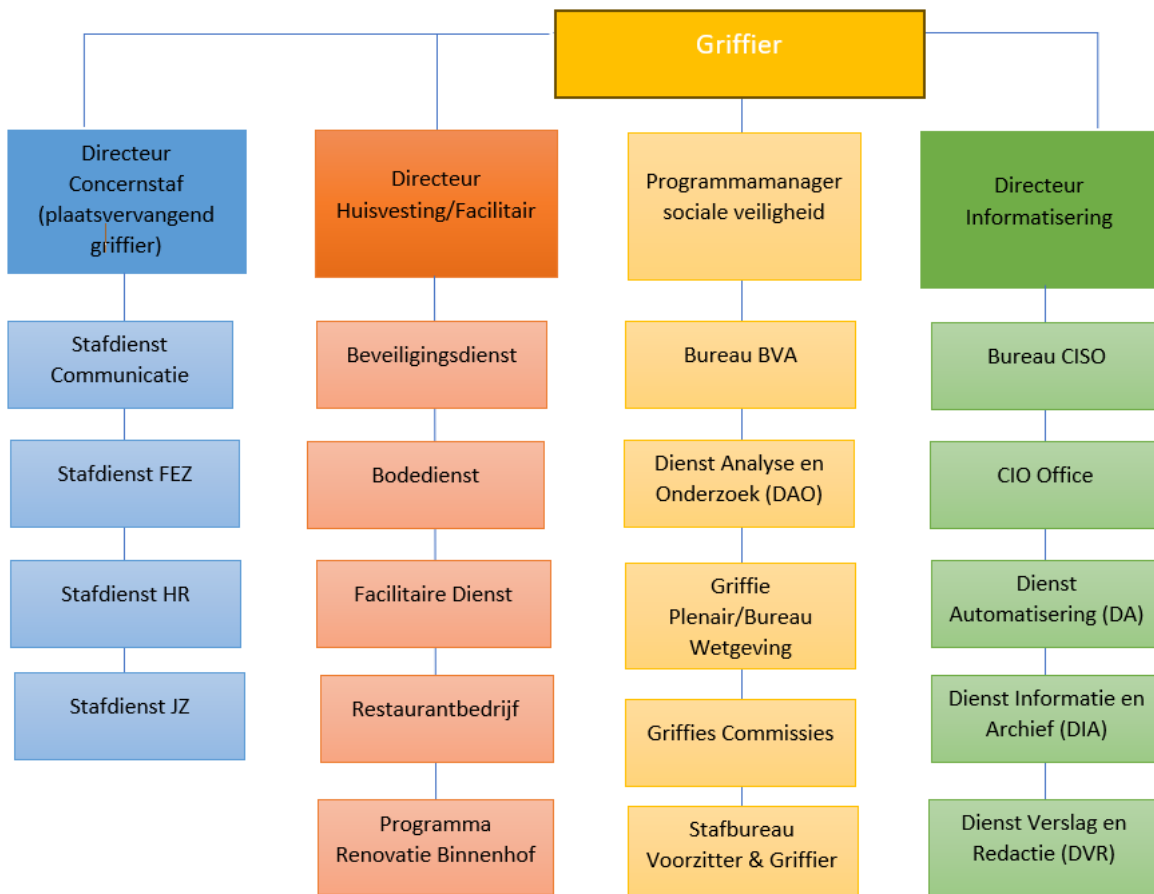 Griffier
Directeur
Concernstaf
(plaatsvervangend
griffier)
Stafdienst
Communicatie
Stafdienst FEZ
Stafdienst HR
Stafdienst JZ
Directeur
Huisvesting/Facilitair
Beveiligingsdienst
Bodedienst
Facilitaire Dienst
Restaurantbedrijf
Programma
Renovatie Binnenhof
Programmamanager
sociale veiligheid
Bureau BVA
Dienst Analyse en
Onderzoek (DAO)
Griffie
Plenair/Bureau
Wetgeving
Griffies Commissies
Stafbureau
Voorzitter & Griffier
Directeur
Informatisering
Bureau CISO
CIO Office
Dienst
Automatisering (DA)
Dienst Informatie en
Archief (DIA)
Dienst Verslag en
Redactie (DVR)